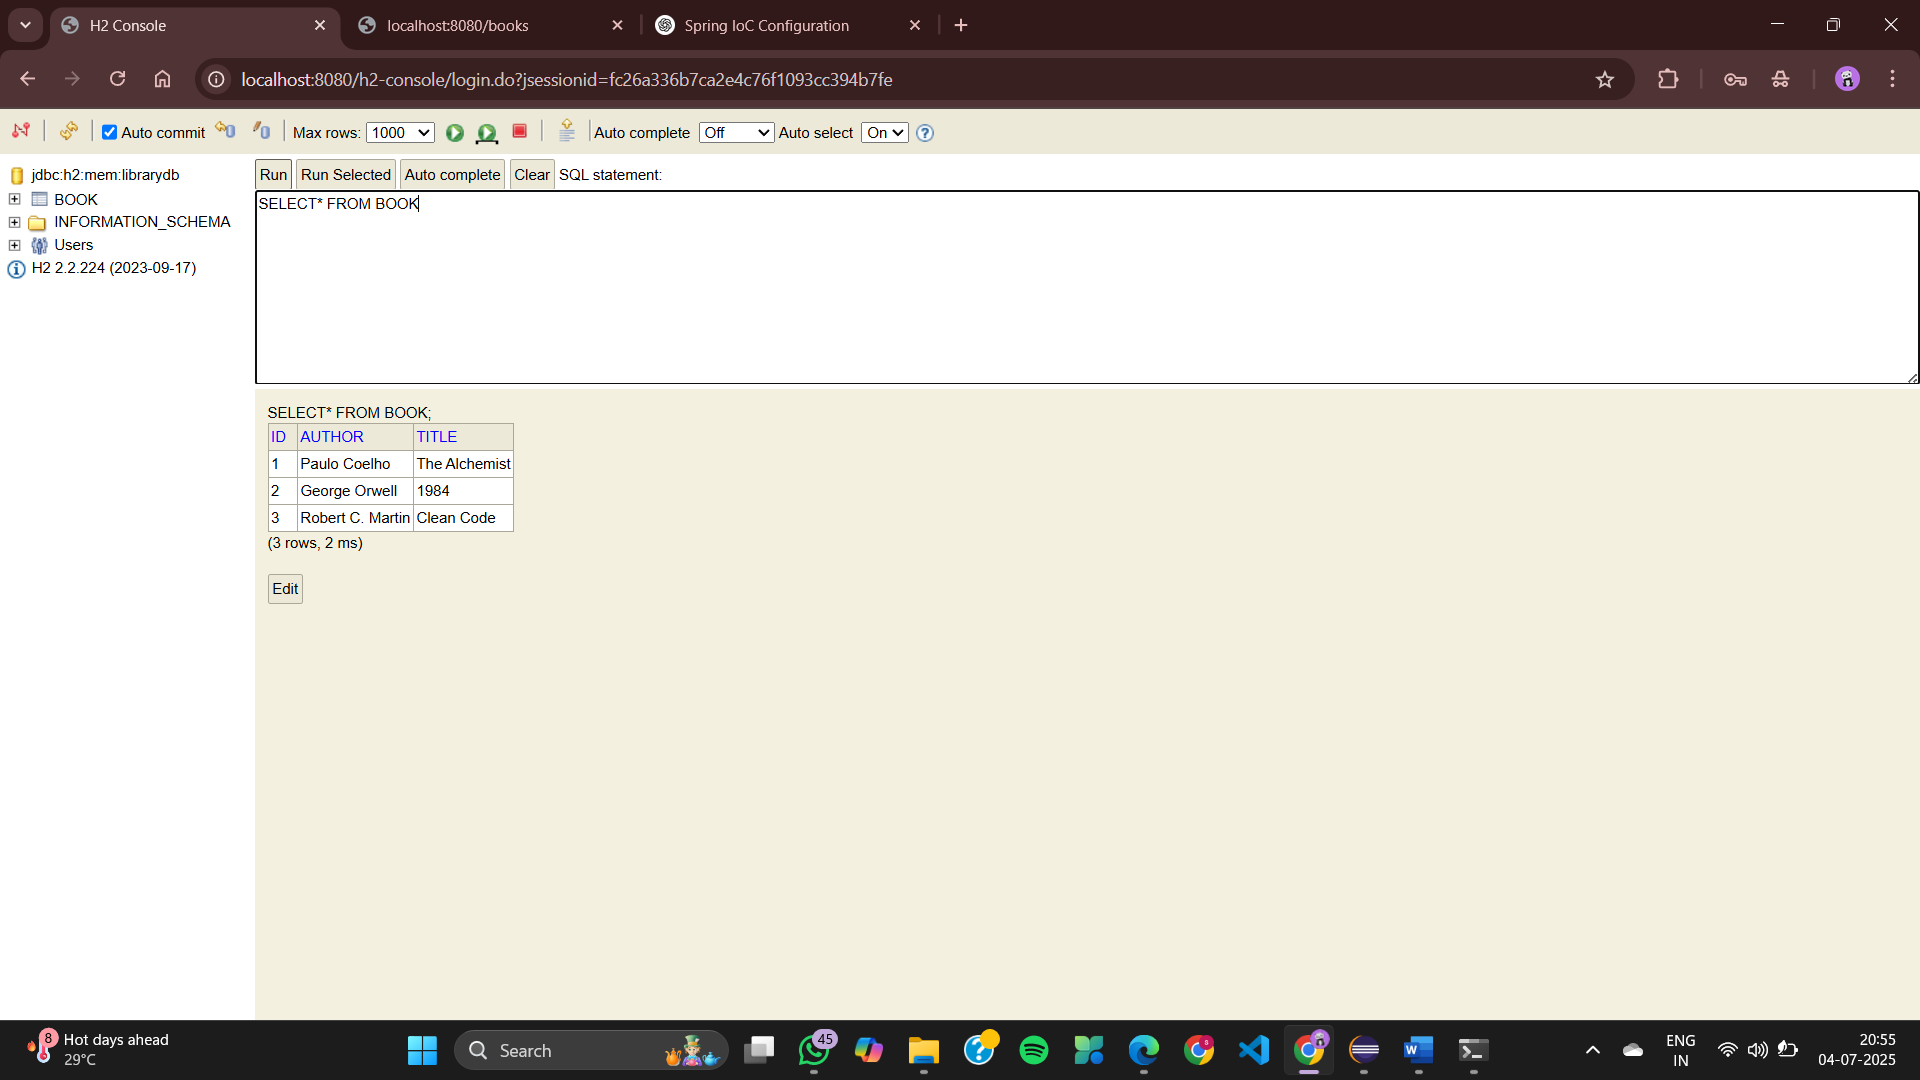 H2 Console
localhost:8080/books
Spring IoC Configuration
localhost:8080/h2-console/login.do?jsessionid=fc26a336b7ca2e4c76f1093cc394b7fe
Auto commit
Max rows: 1000
Auto complete Off
Auto select On
jdbc:h2:mem:librarydb
BOOK
INFORMATION_SCHEMA
Users
H2 2.2.224 (2023-09-17)
Run Run Selected Auto complete Clear SQL statement:
SELECT* FROM BOOK
SELECT* FROM BOOK;
ID AUTHOR TITLE
1 Paulo Coelho The Alchemist
2 George Orwell 1984
3 Robert C. Martin Clean Code
(3 rows, 2 ms)
Edit
8
Hot days ahead
29°C
Search
45
8
ENG
IN
20:55
04-07-2025